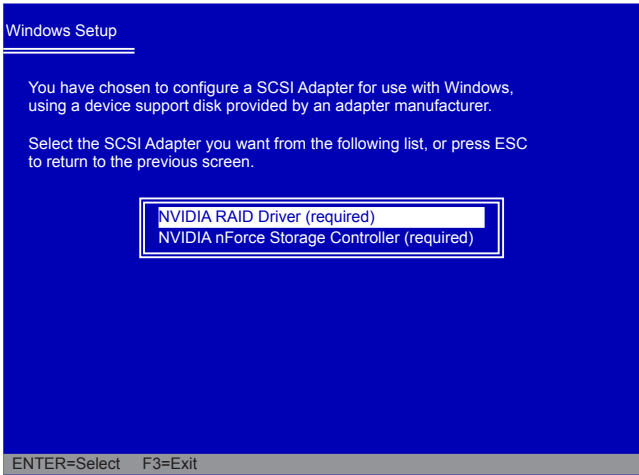 Windows Setup
You have chosen to configure a SCSI Adapter for use with Windows,
using a device support disk provided by an adapter manufacturer.
Select the SCSI Adapter you want from the following list, or press ESC
to return to the previous screen.
NVIDIA RAID Driver (required)
NVIDIA nForce Storage Controller (required)
ENTER=Select F3=Exit